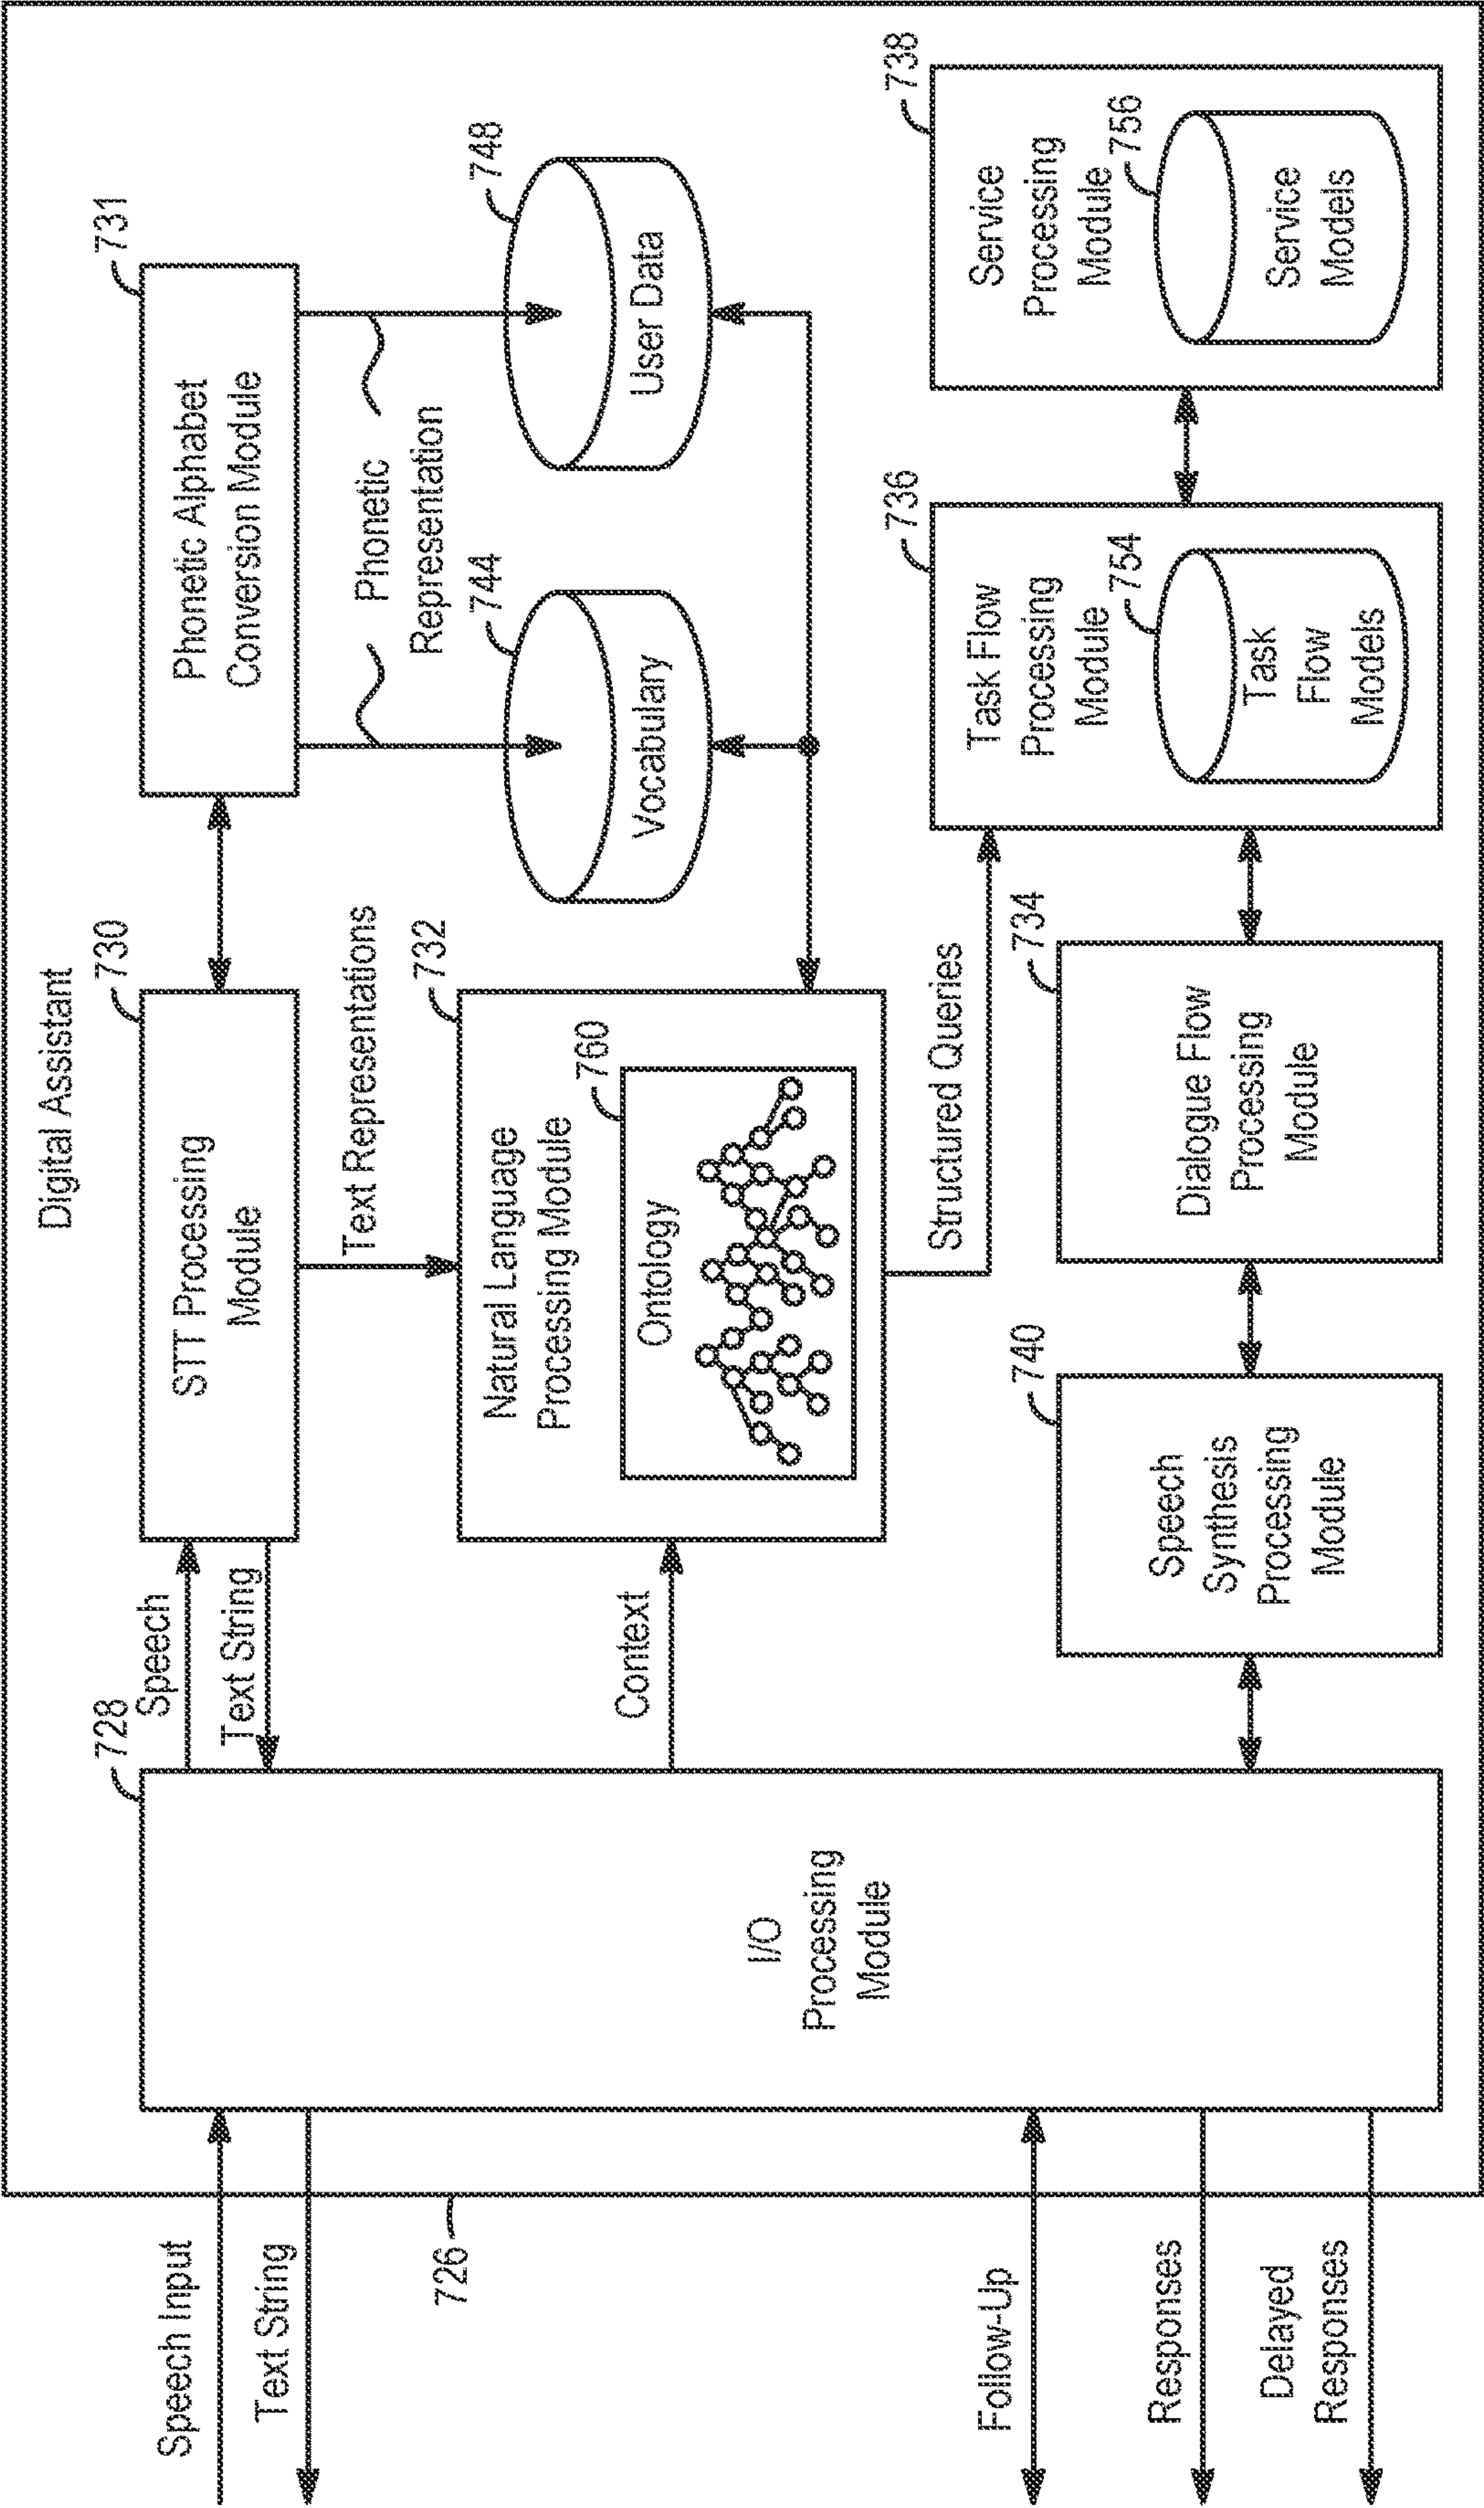 Digital Assistant
726
Speech Input
Text String
Follow-Up
Responses
Delayed
Responses
728
I/O
Processing
Module
Speech
Text String
Context
730
STT Processing
Module
Text Representations
731
Phonetic Alphabet
Conversion Module
Phonetic
Representation
732
Natural Language
Processing Module
760
Ontology
744
Vocabulary
748
User Data
Structured Queries
740
Speech
Synthesis
Processing
Module
734
Dialogue Flow
Processing
Module
736
Task Flow
Processing
Module
754
Task
Flow
Models
738
Service
Processing
Module
756
Service
Models